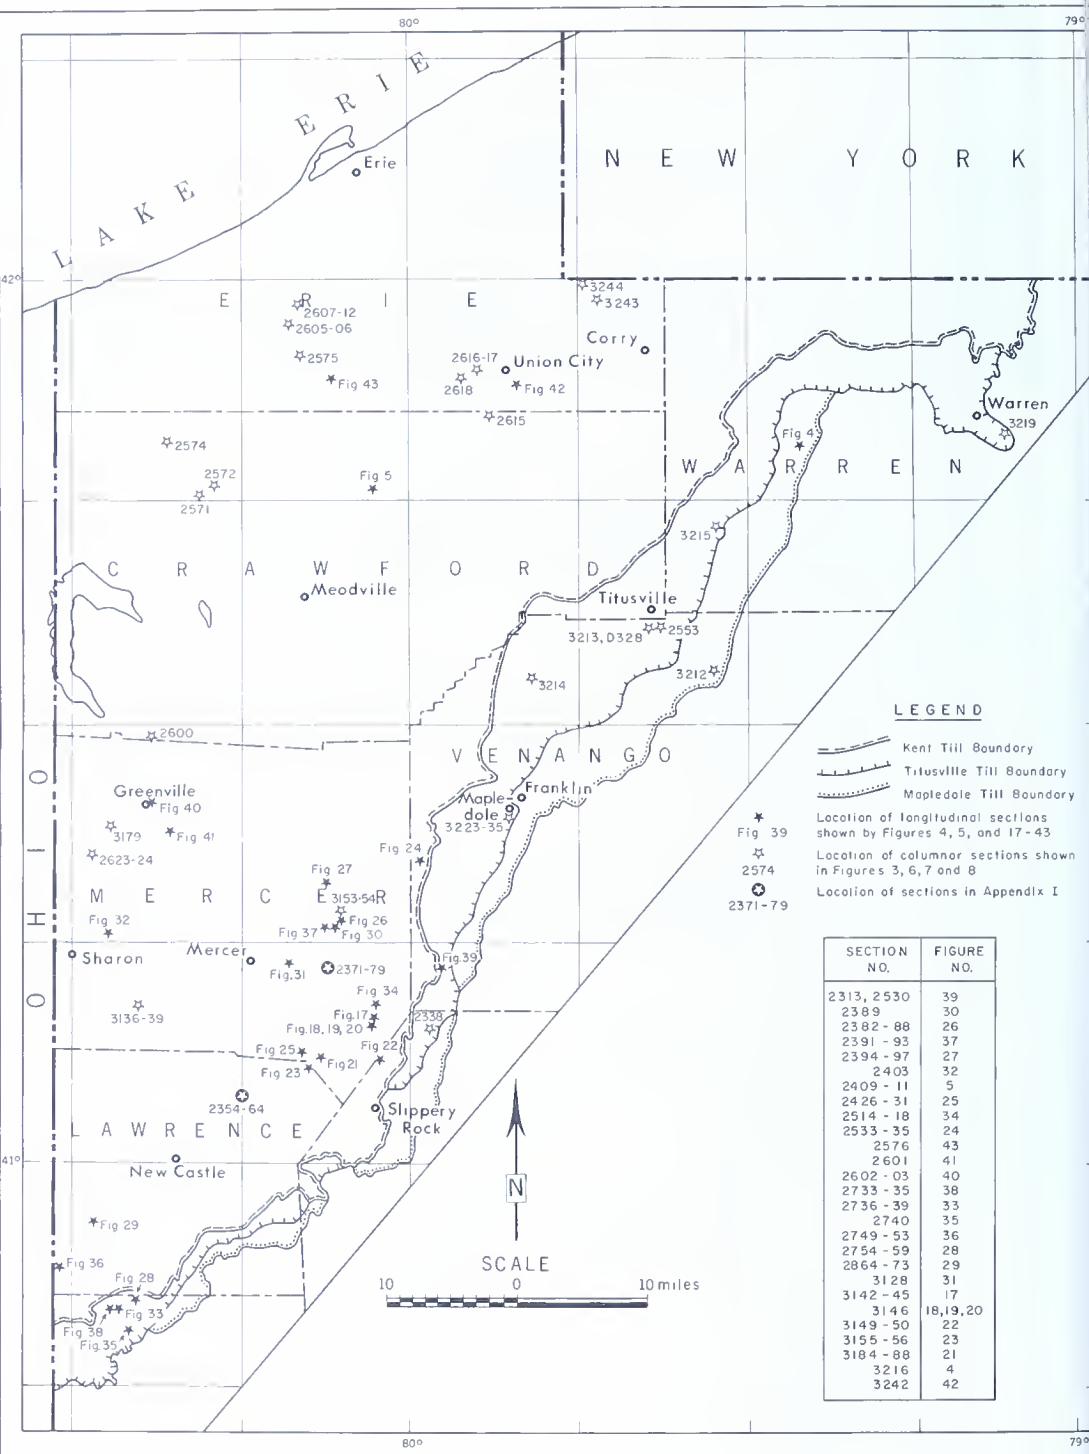 80°
79°
LAKE ERIE
Erie
NEW YORK
42°
ERIE
3244
3243
2607-12
2605-06
Corry
2575
2616-17
Union City
Fig 43
2618
Fig 42
2615
Warren
3219
2574
Fig 4
WARREN
2572
Fig 5
2571
3215
CRAWFORD
Meadville
Titusville
3213, D328
2553
3212
3214
2600
VENANGO
LEGEND
Kent Till Boundary
Titusville Till Boundary
Mapledale Till Boundary
Fig 39
Location of longitudinal sections
shown by Figures 4, 5, and 17-43
2574
Location of columnar sections shown
in Figures 3, 6, 7 and 8
2371-79
Location of sections in Appendix I
OHIO
Greenville
Fig 40
Franklin
Maple-
dale
3223-35
3179
Fig 41
2623-24
Fig 24
Fig 27
MERCER
3153-54
Fig 32
Fig 26
Fig 37
Fig 30
Mercer
Sharon
Fig. 31
2371-79
Fig. 39
Fig 34
3136-39
Fig. 17
2338
Fig. 18, 19, 20
Fig 25
Fig 22
Fig 21
Fig 23
2354-64
Slippery
Rock
LAWRENCE
41°
New Castle
N
Fig 29
SCALE
Fig 36
10 0 10 miles
Fig 28
Fig 33
Fig 38
Fig 35
80°
79°
SECTION NO. FIGURE NO.
2313, 2530 39
2389 30
2382-88 26
2391-93 37
2394-97 27
2403 32
2409-11 5
2426-31 25
2514-18 34
2533-35 24
2576 43
2601 41
2602-03 40
2733-35 38
2736-39 33
2740 35
2749-53 36
2754-59 28
2864-73 29
3128 31
3142-45 17
3146 18,19,20
3149-50 22
3155-56 23
3184-88 21
3216 4
3242 42